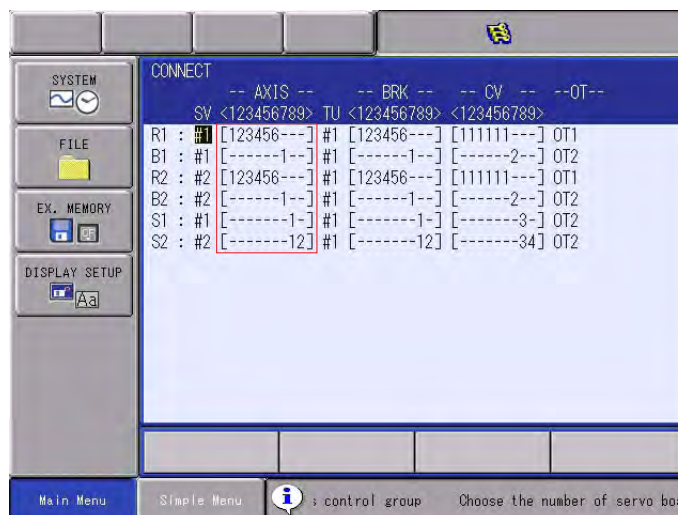 CONNECT
-- AXIS -- -- BRK -- -- CV -- --OT--
SV <123456789> TU <123456789> <123456789>
R1 : #1 [123456---] #1 [123456---] [111111---] OT1
B1 : #1 [------1--] #1 [------1--] [------2--] OT2
R2 : #2 [123456---] #1 [123456---] [111111---] OT1
B2 : #2 [------1--] #1 [------1--] [------2--] OT2
S1 : #1 [-------1-] #1 [-------1-] [-------3-] OT2
S2 : #2 [-------12] #1 [-------12] [-------34] OT2
SYSTEM
FILE
EX. MEMORY
CF
DISPLAY SETUP
Aa
Main Menu
Simple Menu
s control group Choose the number of servo boa